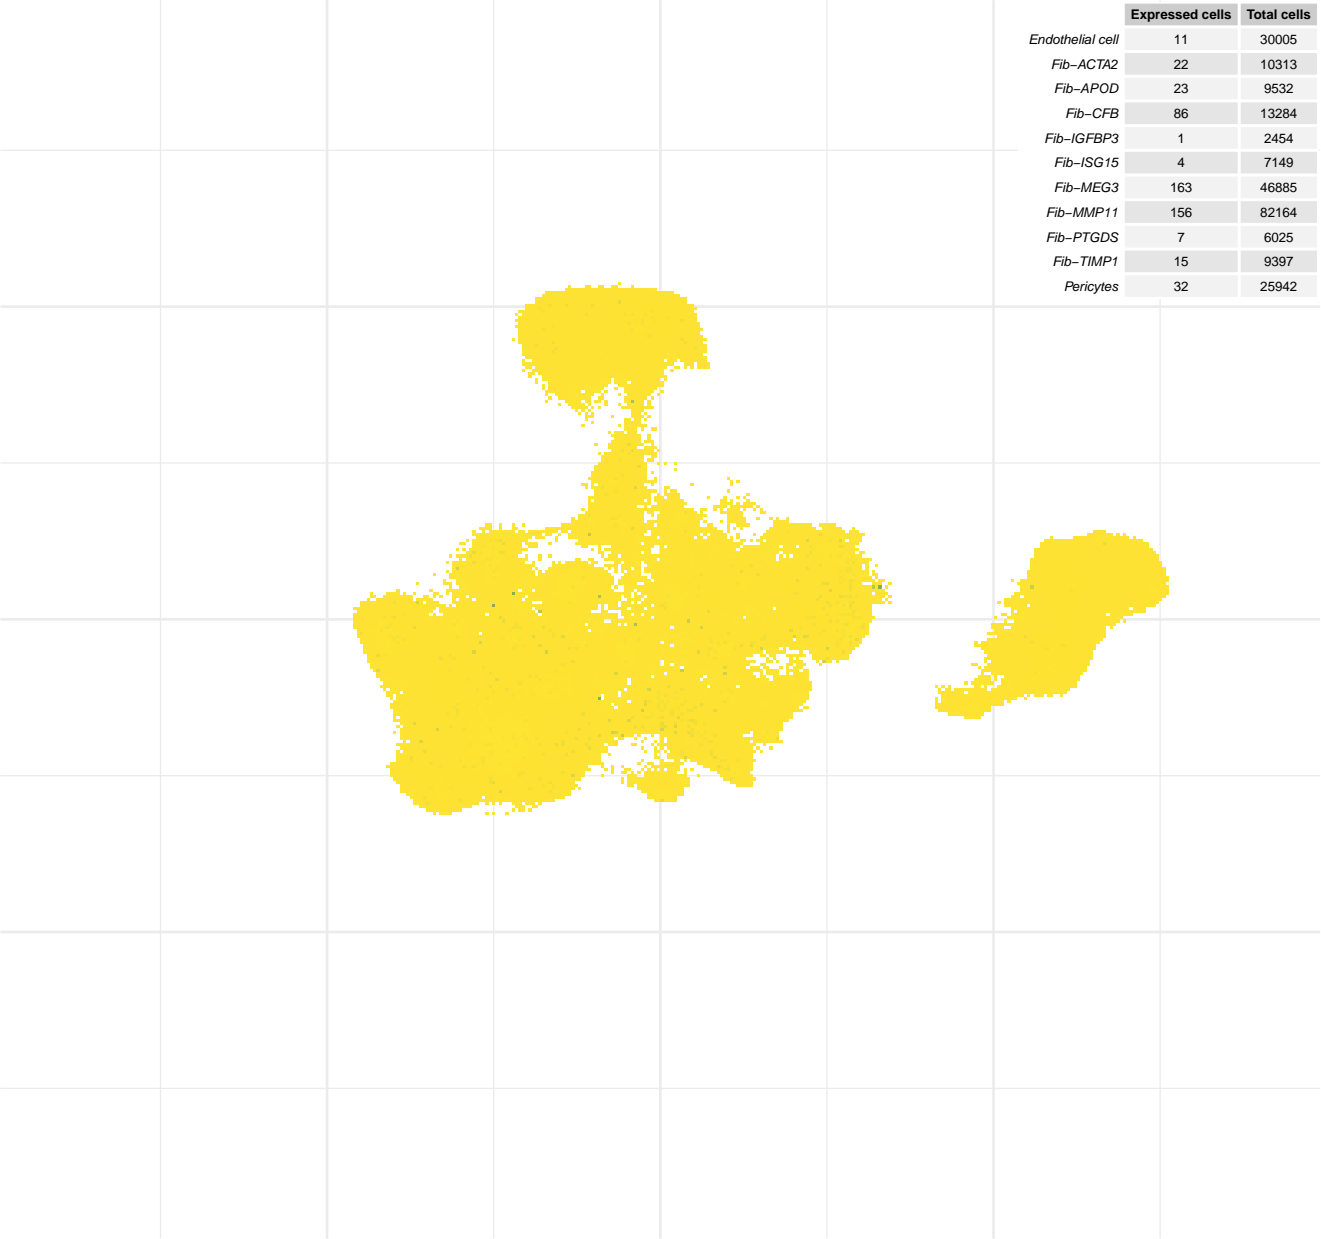 Expressed cells Total cells
Endothelial cell 11 30005
Fib−ACTA2 22 10313
Fib−APOD 23 9532
Fib−CFB 86 13284
Fib−IGFBP3 1 2454
Fib−ISG15 4 7149
Fib−MEG3 163 46885
Fib−MMP11 156 82164
Fib−PTGDS 7 6025
Fib−TIMP1 15 9397
Pericytes 32 25942